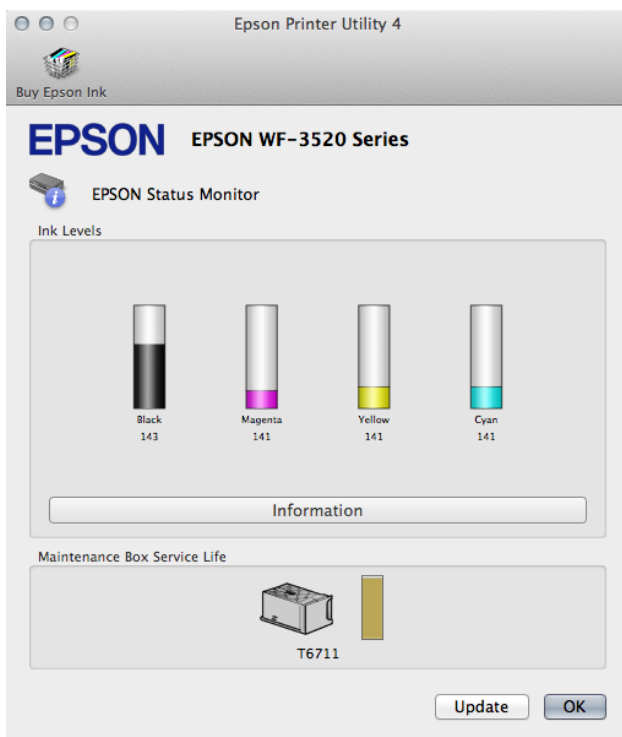 Epson Printer Utility 4
Buy Epson Ink
EPSON EPSON WF-3520 Series
EPSON Status Monitor
Ink Levels
Black Magenta Yellow Cyan
143 141 141 141
Information
Maintenance Box Service Life
T6711
Update OK